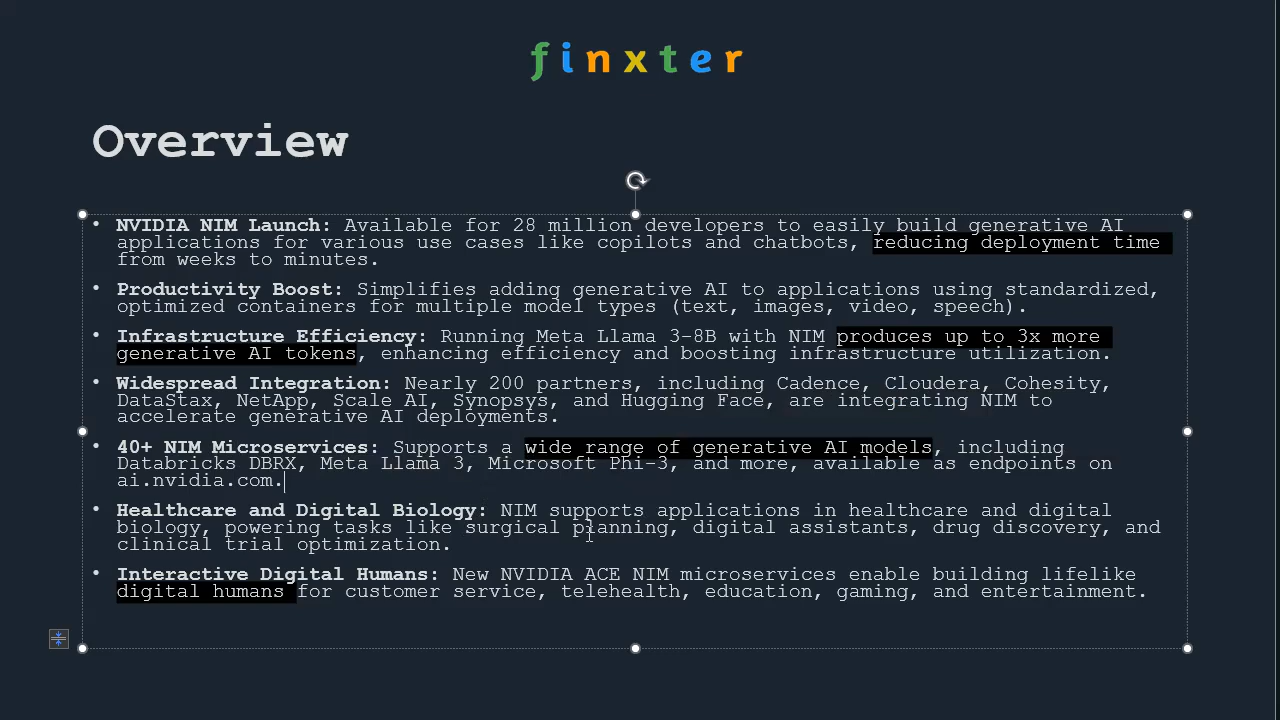 finxter
Overview
• NVIDIA NIM Launch: Available for 28 million developers to easily build generative AI
applications for various use cases like copilots and chatbots, reducing deployment time
from weeks to minutes.
• Productivity Boost: Simplifies adding generative AI to applications using standardized,
optimized containers for multiple model types (text, images, video, speech).
• Infrastructure Efficiency: Running Meta Llama 3-8B with NIM produces up to 3x more
generative AI tokens, enhancing efficiency and boosting infrastructure utilization.
• Widespread Integration: Nearly 200 partners, including Cadence, Cloudera, Cohesity,
DataStax, NetApp, Scale AI, Synopsys, and Hugging Face, are integrating NIM to
accelerate generative AI deployments.
• 40+ NIM Microservices: Supports a wide range of generative AI models, including
Databricks DBRX, Meta Llama 3, Microsoft Phi-3, and more, available as endpoints on
ai.nvidia.com.
• Healthcare and Digital Biology: NIM supports applications in healthcare and digital
biology, powering tasks like surgical planning, digital assistants, drug discovery, and
clinical trial optimization.
• Interactive Digital Humans: New NVIDIA ACE NIM microservices enable building lifelike
digital humans for customer service, telehealth, education, gaming, and entertainment.